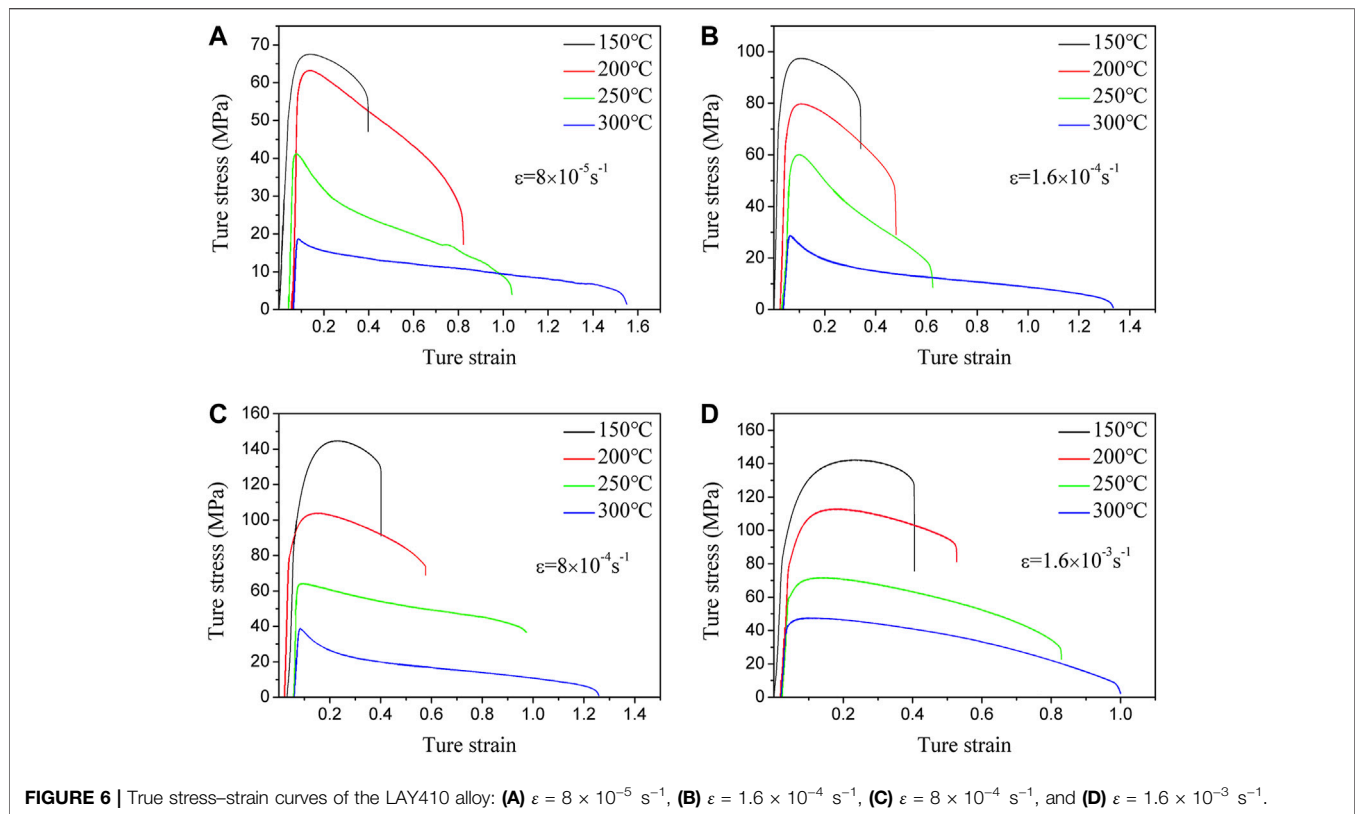 A
150℃
200℃
250℃
300℃
ε=8×10⁻⁵s⁻¹
Ture stress (MPa)
70
60
50
40
30
20
10
0
0.2 0.4 0.6 0.8 1.0 1.2 1.4 1.6
Ture strain
B
150℃
200℃
250℃
300℃
ε=1.6×10⁻⁴s⁻¹
Ture stress (MPa)
100
80
60
40
20
0
0.2 0.4 0.6 0.8 1.0 1.2 1.4
Ture strain
C
150℃
200℃
250℃
300℃
ε=8×10⁻⁴s⁻¹
Ture stress (MPa)
160
140
120
100
80
60
40
20
0
0.2 0.4 0.6 0.8 1.0 1.2 1.4
Ture strain
D
150℃
200℃
250℃
300℃
ε=1.6×10⁻³s⁻¹
Ture stress (MPa)
160
140
120
100
80
60
40
20
0
0.2 0.4 0.6 0.8 1.0
Ture strain
FIGURE 6 | True stress–strain curves of the LAY410 alloy: (A) ε = 8 × 10⁻⁵ s⁻¹, (B) ε = 1.6 × 10⁻⁴ s⁻¹, (C) ε = 8 × 10⁻⁴ s⁻¹, and (D) ε = 1.6 × 10⁻³ s⁻¹.